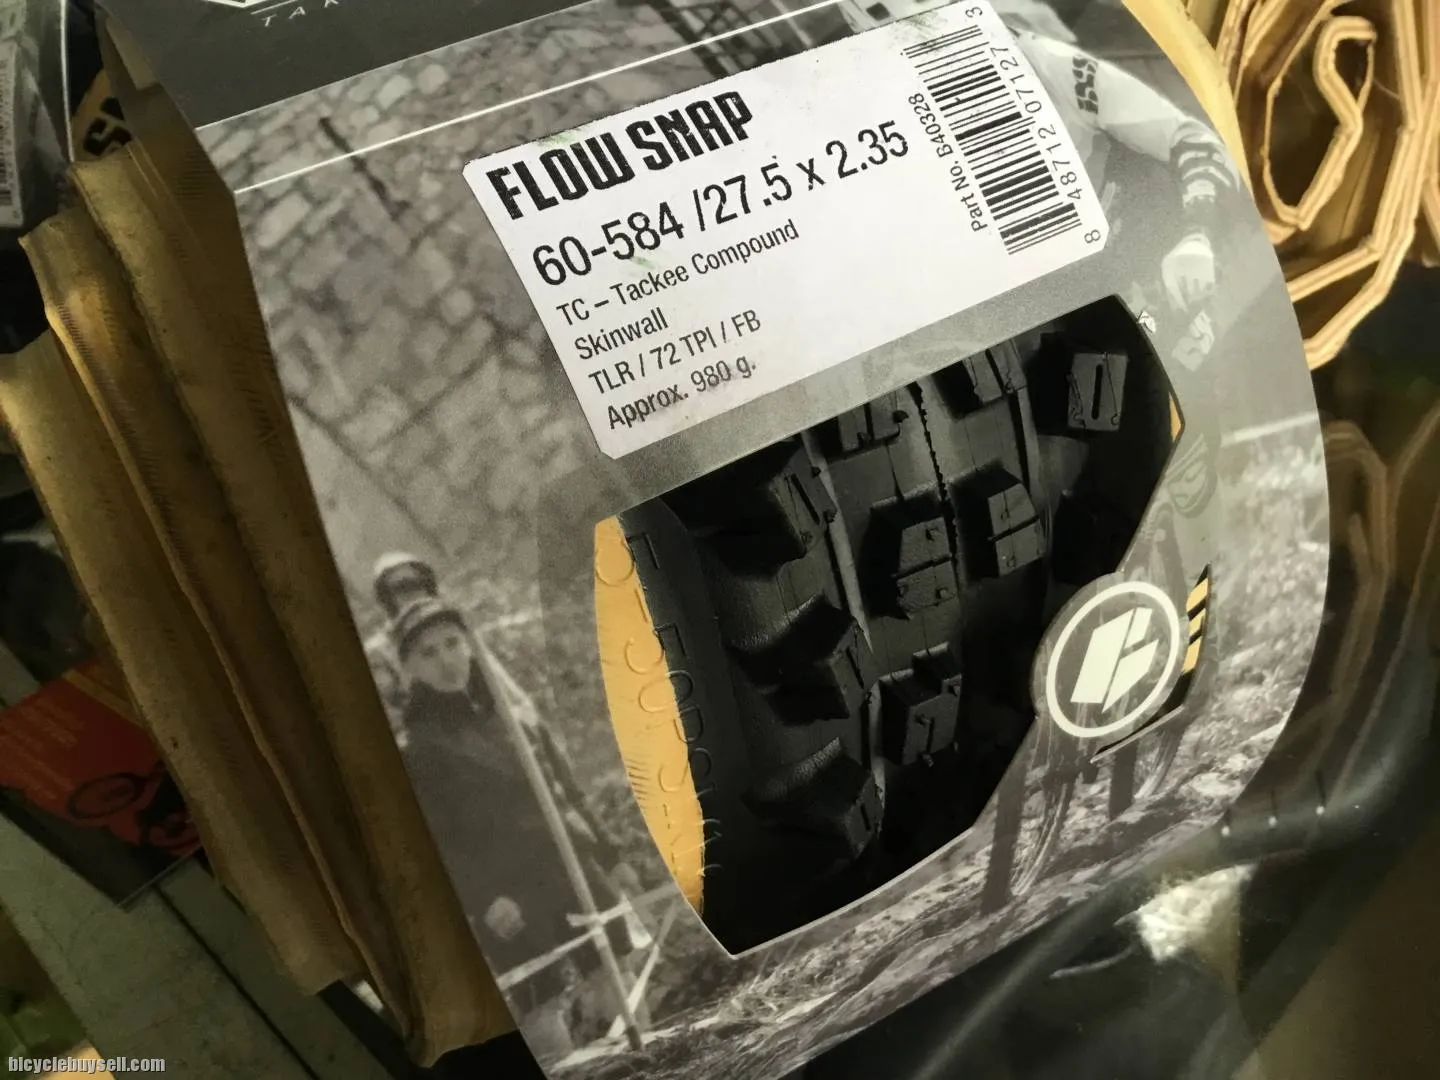 FLOW SNAP
60-584 /27.5 x 2.35
TC – Tackee Compound
Skinwall
TLR / 72 TPI / FB
Approx. 980 g.
Part No. B40328
8 48712 07127 3
bicyclebuysell.com